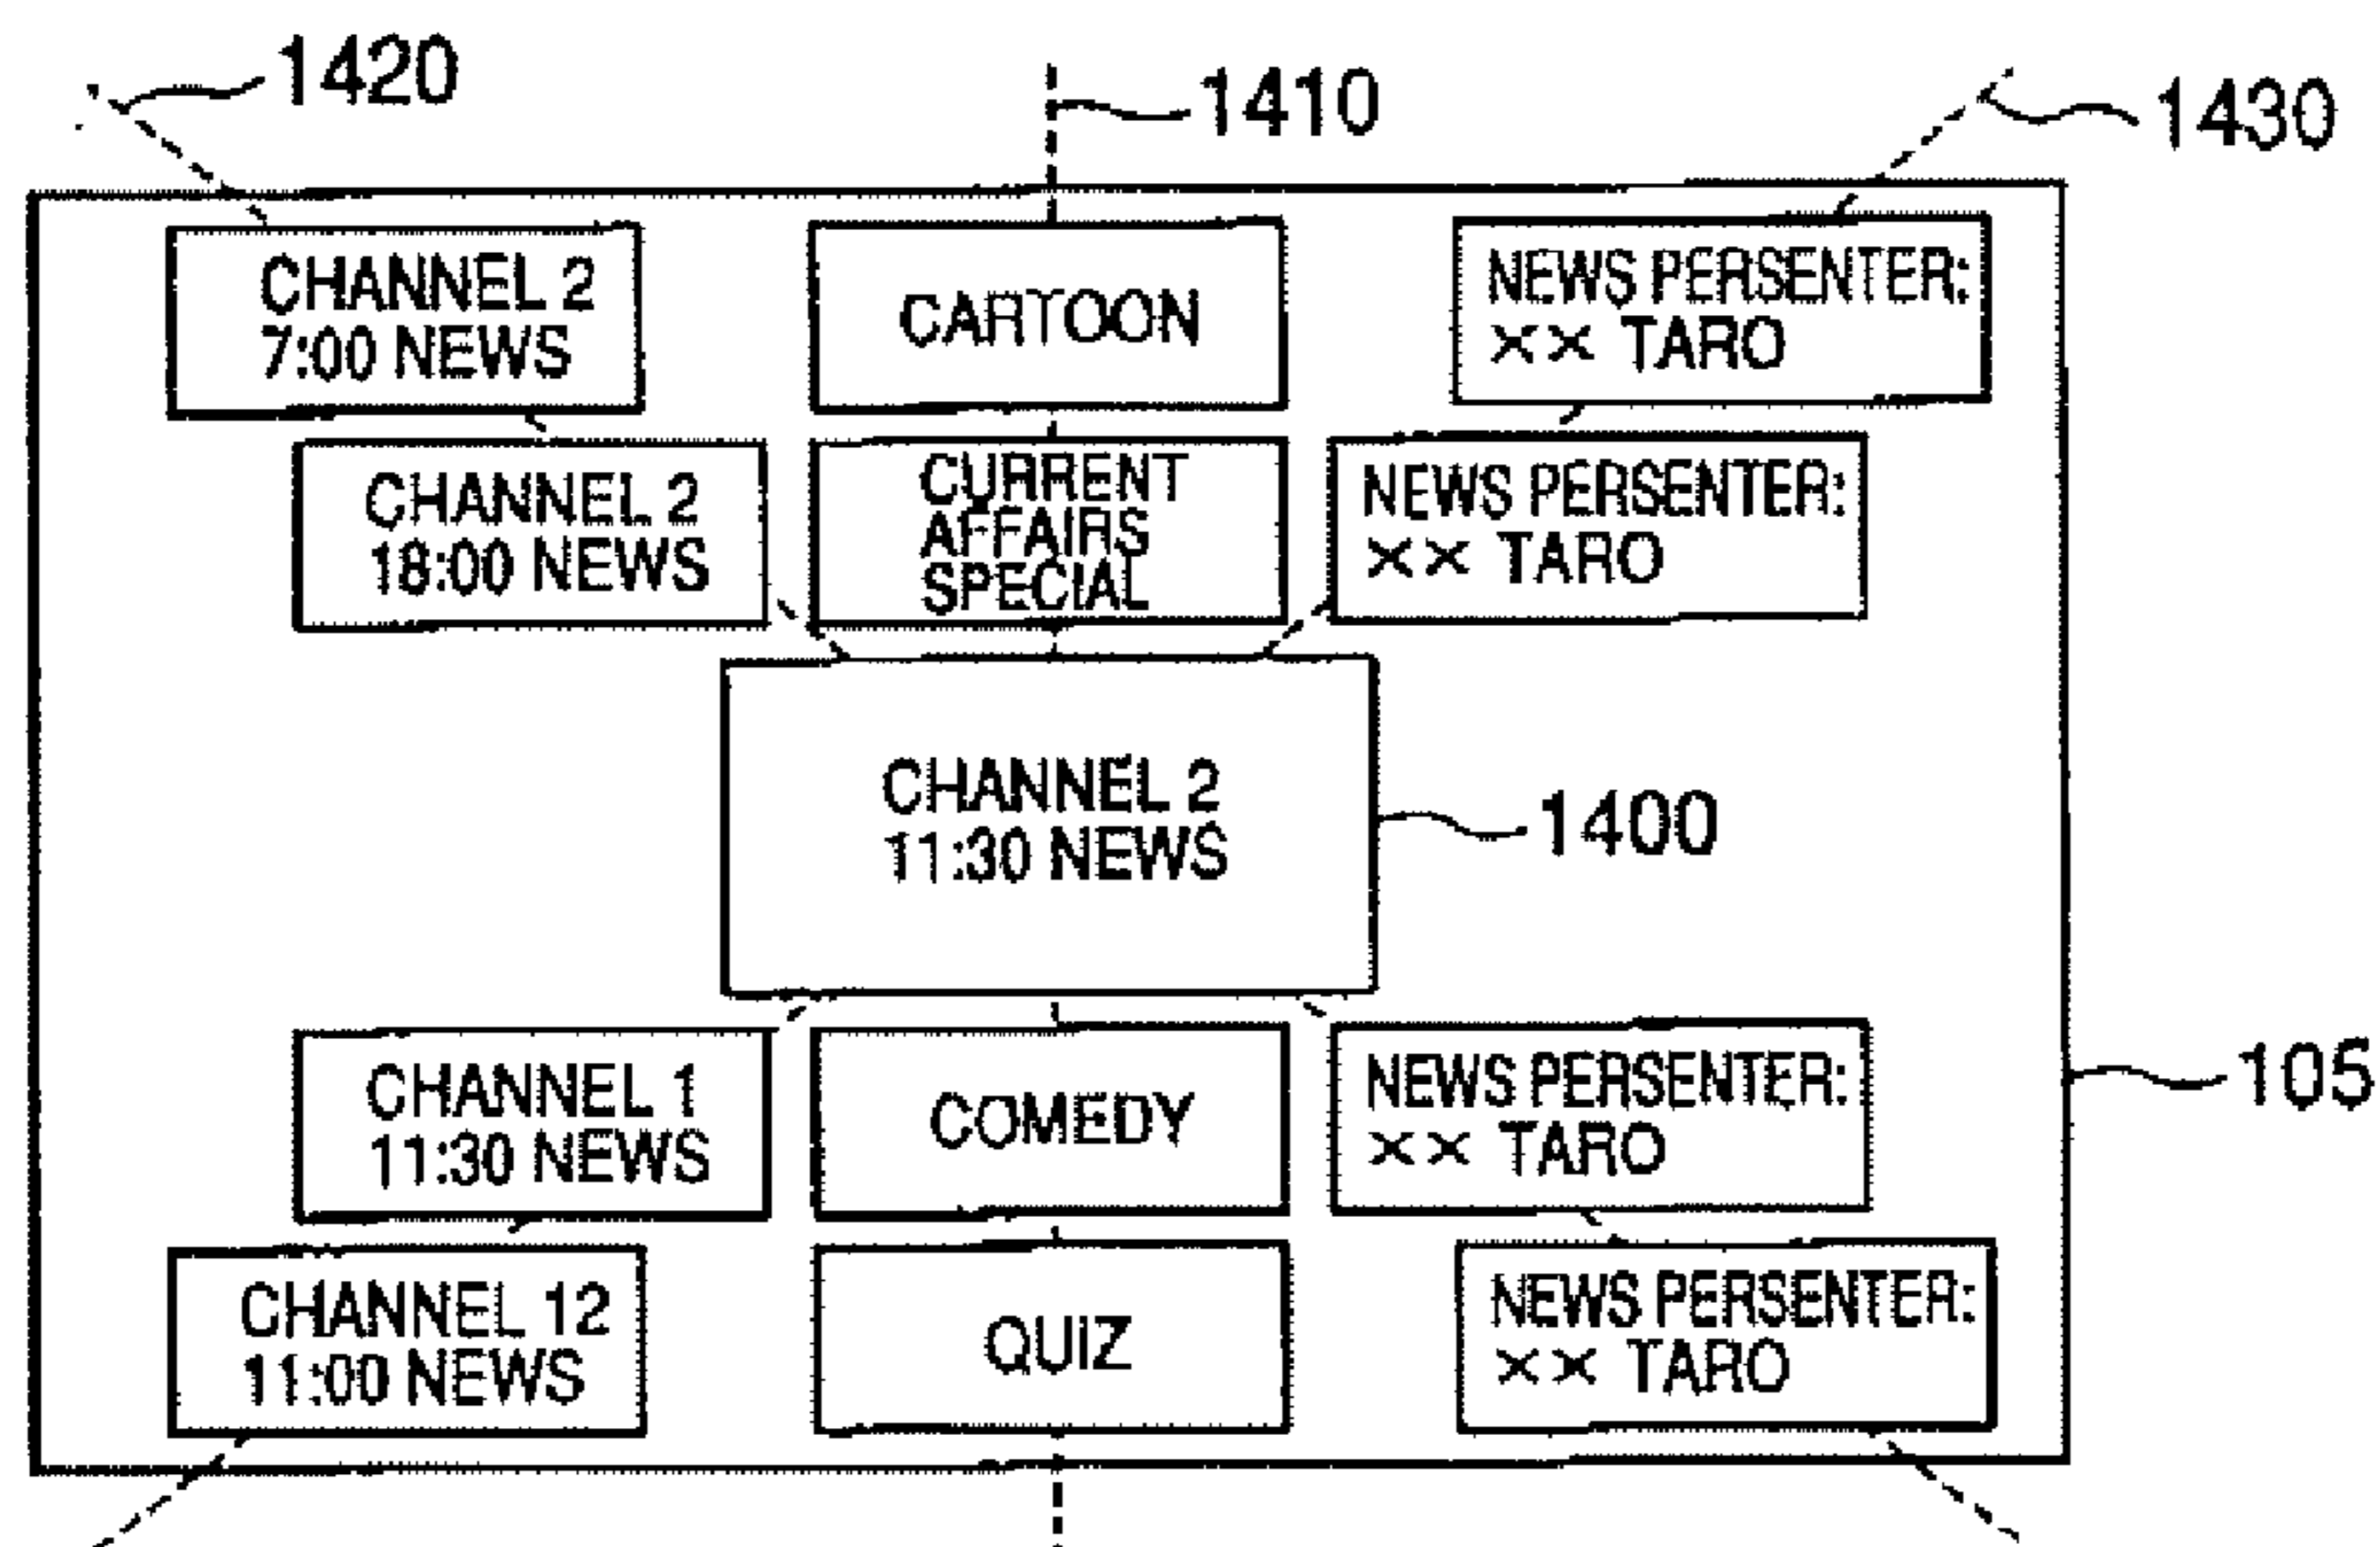 1420
1410
1430
CHANNEL 2
7:00 NEWS
CARTOON
NEWS PERSENTER:
×× TARO
CHANNEL 2
18:00 NEWS
CURRENT
AFFAIRS
SPECIAL
NEWS PERSENTER:
×× TARO
CHANNEL 2
11:30 NEWS
1400
CHANNEL 1
11:30 NEWS
COMEDY
NEWS PERSENTER:
×× TARO
105
CHANNEL 12
11:00 NEWS
QUIZ
NEWS PERSENTER:
×× TARO